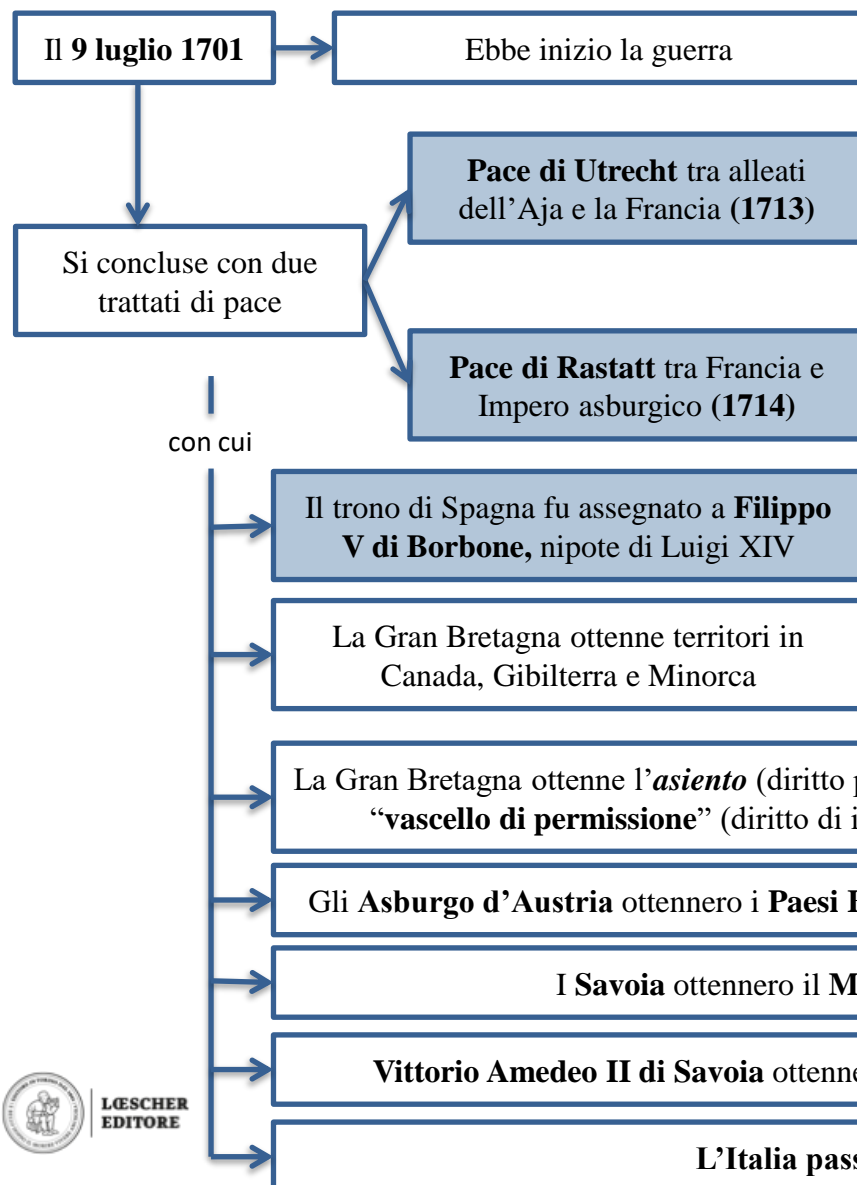 Il 9 luglio 1701
Ebbe inizio la guerra
Pace di Utrecht tra alleati
dell’Aja e la Francia (1713)
Si concluse con due
trattati di pace
Pace di Rastatt tra Francia e
Impero asburgico (1714)
con cui
Il trono di Spagna fu assegnato a Filippo
V di Borbone, nipote di Luigi XIV
La Gran Bretagna ottenne territori in
Canada, Gibilterra e Minorca
La Gran Bretagna ottenne l’asiento (diritto
“vascello di permissione” (diritto di
Gli Asburgo d’Austria ottennero i Paesi
I Savoia ottennero il
Vittorio Amedeo II di Savoia
L’Italia
LŒSCHER
EDITORE